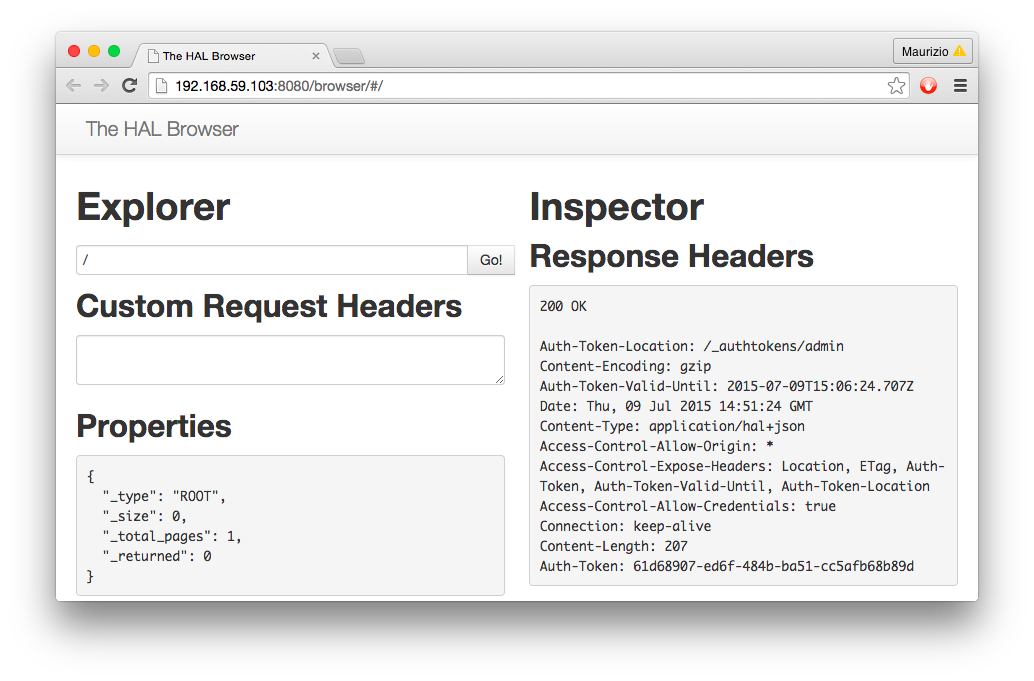 The HAL Browser
Maurizio
192.168.59.103:8080/browser/#/
The HAL Browser
Explorer
/
Go!
Custom Request Headers
Properties
{
  "_type": "ROOT",
  "_size": 0,
  "_total_pages": 1,
  "_returned": 0
}
Inspector
Response Headers
200 OK
Auth-Token-Location: /_authtokens/admin
Content-Encoding: gzip
Auth-Token-Valid-Until: 2015-07-09T15:06:24.707Z
Date: Thu, 09 Jul 2015 14:51:24 GMT
Content-Type: application/hal+json
Access-Control-Allow-Origin: *
Access-Control-Expose-Headers: Location, ETag, Auth-
Token, Auth-Token-Valid-Until, Auth-Token-Location
Access-Control-Allow-Credentials: true
Connection: keep-alive
Content-Length: 207
Auth-Token: 61d68907-ed6f-484b-ba51-cc5afb68b89d